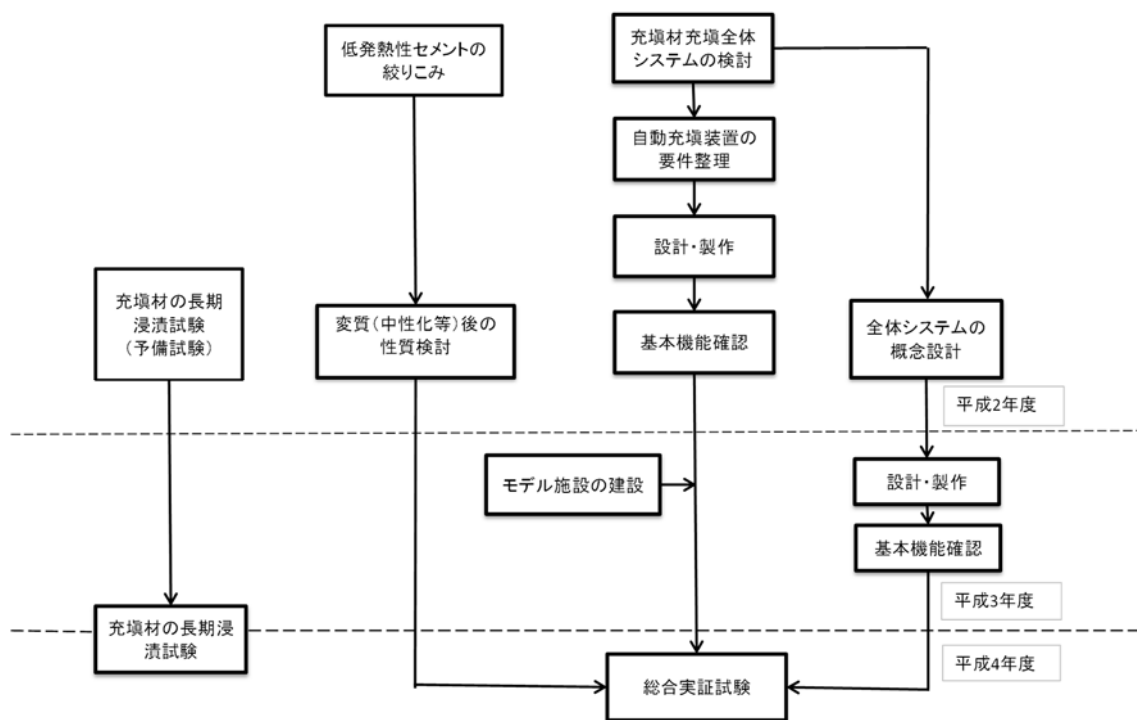 低発熱性セメントの
絞りこみ
充塡材充塡全体
システムの検討
自動充塡装置の
要件整理
設計・製作
充塡材の長期
浸漬試験
（予備試験）
変質（中性化等）後の
性質検討
基本機能確認
全体システムの
概念設計
平成2年度
モデル施設の建設
設計・製作
基本機能確認
平成3年度
充塡材の長期浸
漬試験
総合実証試験
平成4年度